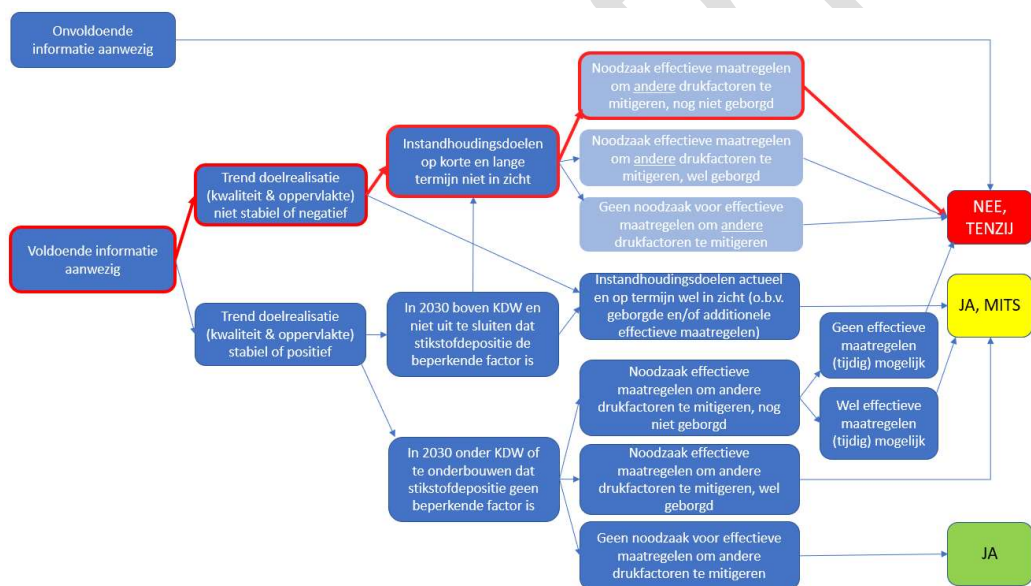 Onvoldoende
informatie aanwezig
Noodzaak effectieve maatregelen
om andere drukfactoren te
mitigeren, nog niet geborgd
Instandhoudingsdoelen
op korte en lange
termijn niet in zicht
Noodzaak effectieve maatregelen
om andere drukfactoren te
mitigeren, wel geborgd
Trend doelrealisatie
(kwaliteit & oppervlakte)
niet stabiel of negatief
Geen noodzaak voor effectieve
maatregelen om andere
drukfactoren te mitigeren
NEE,
TENZIJ
Voldoende informatie
aanwezig
Instandhoudingsdoelen actueel
en op termijn wel in zicht (o.b.v.
geborgde en/of additionele
effectieve maatregelen)
JA, MITS
Trend doelrealisatie
(kwaliteit & oppervlakte)
stabiel of positief
In 2030 boven KDW en
niet uit te sluiten dat
stikstofdepositie de
beperkende factor is
Geen effectieve
maatregelen
(tijdig) mogelijk
Noodzaak effectieve
maatregelen om andere
drukfactoren te mitigeren, nog
niet geborgd
Wel effectieve
maatregelen
(tijdig) mogelijk
In 2030 onder KDW of
te onderbouwen dat
stikstofdepositie geen
beperkende factor is
Noodzaak effectieve
maatregelen om andere
drukfactoren te mitigeren, wel
geborgd
Geen noodzaak voor effectieve
maatregelen om andere
drukfactoren te mitigeren
JA